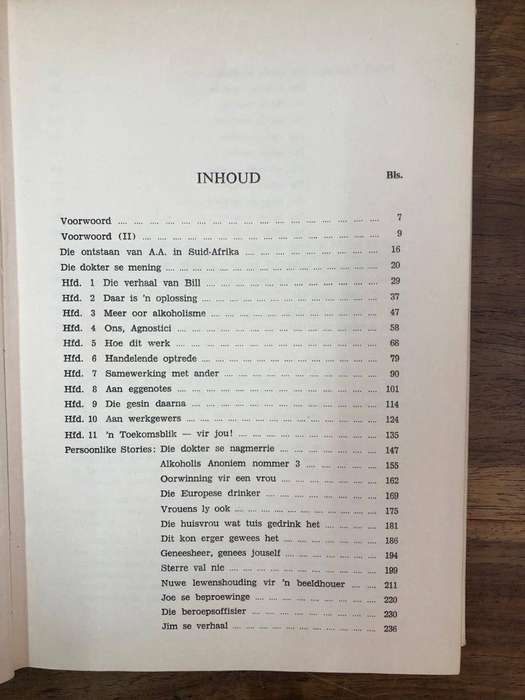 INHOUD Bls.
Voorwoord .... 7
Voorwoord (II) .... 9
Die ontstaan van A.A. in Suid-Afrika .... 16
Die dokter se mening .... 20
Hfd. 1 Die verhaal van Bill .... 29
Hfd. 2 Daar is 'n oplossing .... 37
Hfd. 3 Meer oor alkoholisme .... 47
Hfd. 4 Ons, Agnostici .... 58
Hfd. 5 Hoe dit werk .... 68
Hfd. 6 Handelende optrede .... 79
Hfd. 7 Samewerking met ander .... 90
Hfd. 8 Aan eggenotes .... 101
Hfd. 9 Die gesin daarna .... 114
Hfd. 10 Aan werkgewers .... 124
Hfd. 11 'n Toekomsblik — vir jou! .... 135
Persoonlike Stories: Die dokter se nagmerrie .... 147
Alkoholis Anoniem nommer 3 .... 155
Oorwinning vir een vrou .... 162
Die Europese drinker .... 169
Vrouens ly ook .... 175
Die huisvrou wat tuis gedrink het .... 181
Dit kon erger gewees het .... 186
Geneesheer, genees jouself .... 194
Sterre val nie .... 199
Nuwe lewenshouding vir 'n beeldhouer .... 211
Joe se beproewinge .... 220
Die beroepsoffisier .... 230
Jim se verhaal .... 236